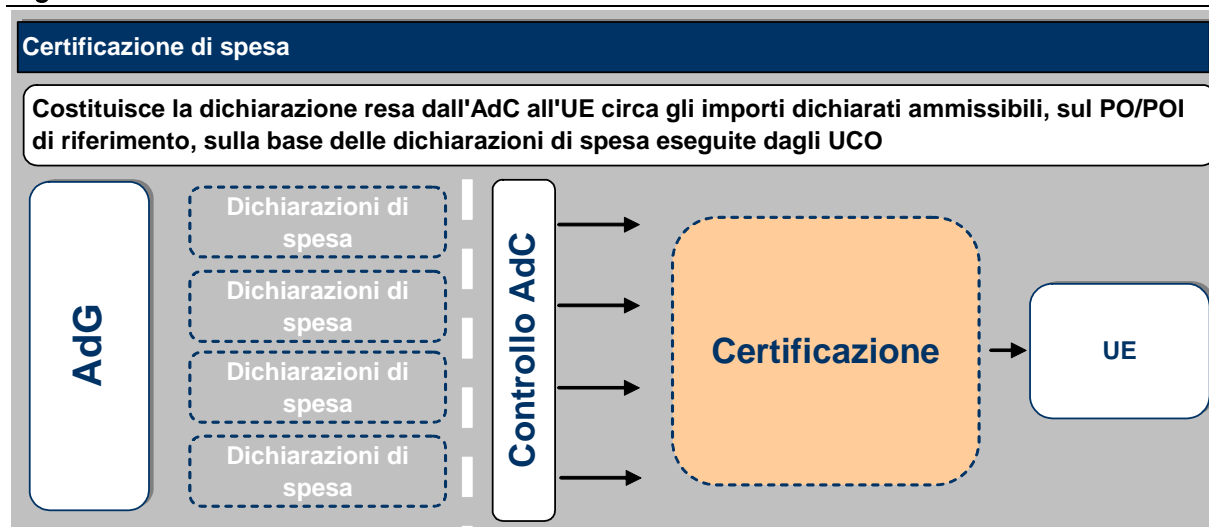 Certificazione di spesa
Costituisce la dichiarazione resa dall'AdC all'UE circa gli importi dichiarati ammissibili, sul PO/POI
di riferimento, sulla base delle dichiarazioni di spesa eseguite dagli UCO
AdG
Dichiarazioni di
spesa
Dichiarazioni di
spesa
Dichiarazioni di
spesa
Dichiarazioni di
spesa
Controllo AdC
Certificazione
UE